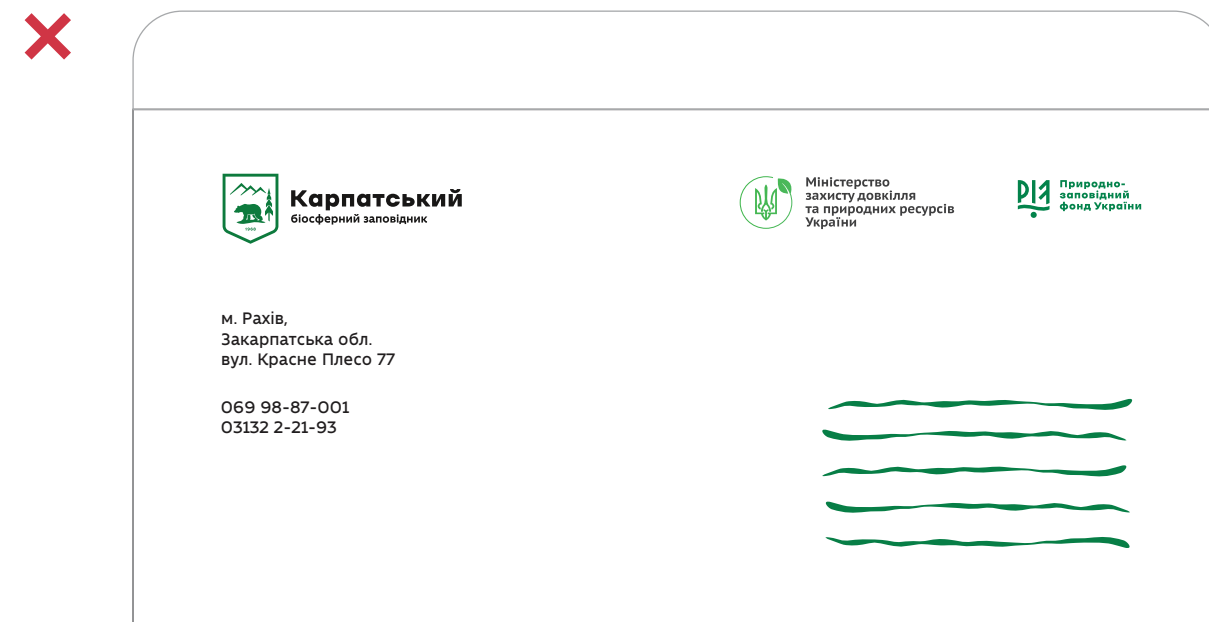 Карпатський
біосферний заповідник
1968
Міністерство
захисту довкілля
та природних ресурсів
України
Природно-
заповідний
фонд України
м. Рахів,
Закарпатська обл.
вул. Красне Плесо 77
069 98-87-001
03132 2-21-93